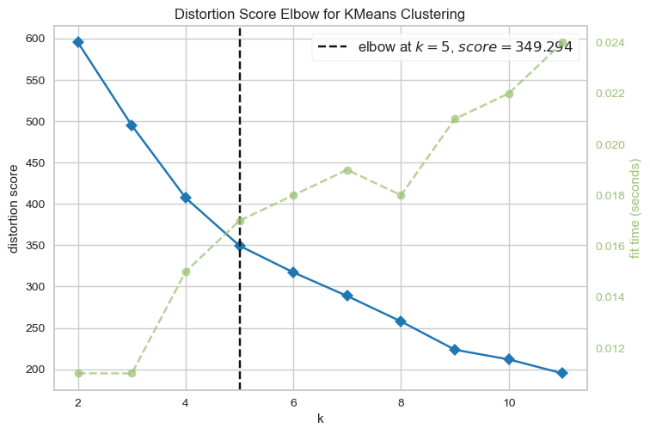 Distortion Score Elbow for KMeans Clustering
elbow at k = 5, score = 349.294
600
550
500
450
400
350
300
250
200
distortion score
0.024
0.022
0.020
0.018
0.016
0.014
0.012
fit time (seconds)
2 4 6 8 10
k